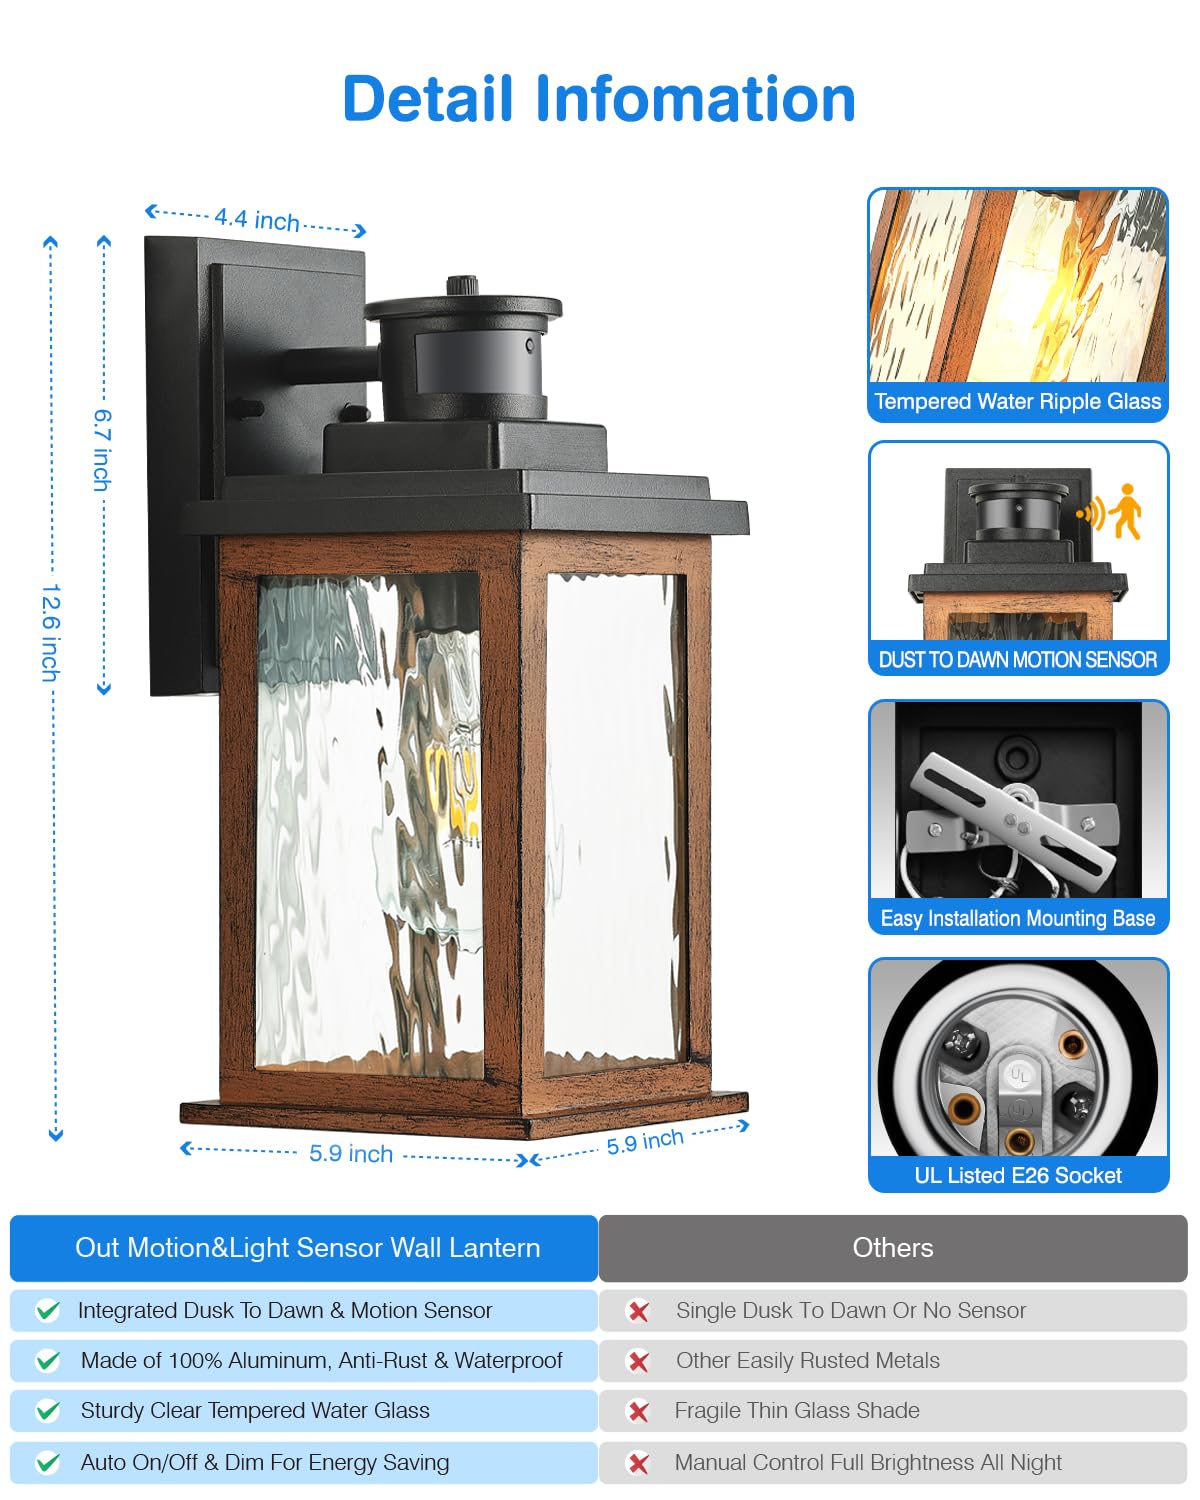 Detail Infomation
4.4 inch
6.7 inch
12.6 inch
5.9 inch
5.9 inch
Tempered Water Ripple Glass
DUST TO DAWN MOTION SENSOR
Easy Installation Mounting Base
UL
UL
UL Listed E26 Socket
Out Motion&Light Sensor Wall Lantern
Others
Integrated Dusk To Dawn & Motion Sensor
Single Dusk To Dawn Or No Sensor
Made of 100% Aluminum, Anti-Rust & Waterproof
Other Easily Rusted Metals
Sturdy Clear Tempered Water Glass
Fragile Thin Glass Shade
Auto On/Off & Dim For Energy Saving
Manual Control Full Brightness All Night